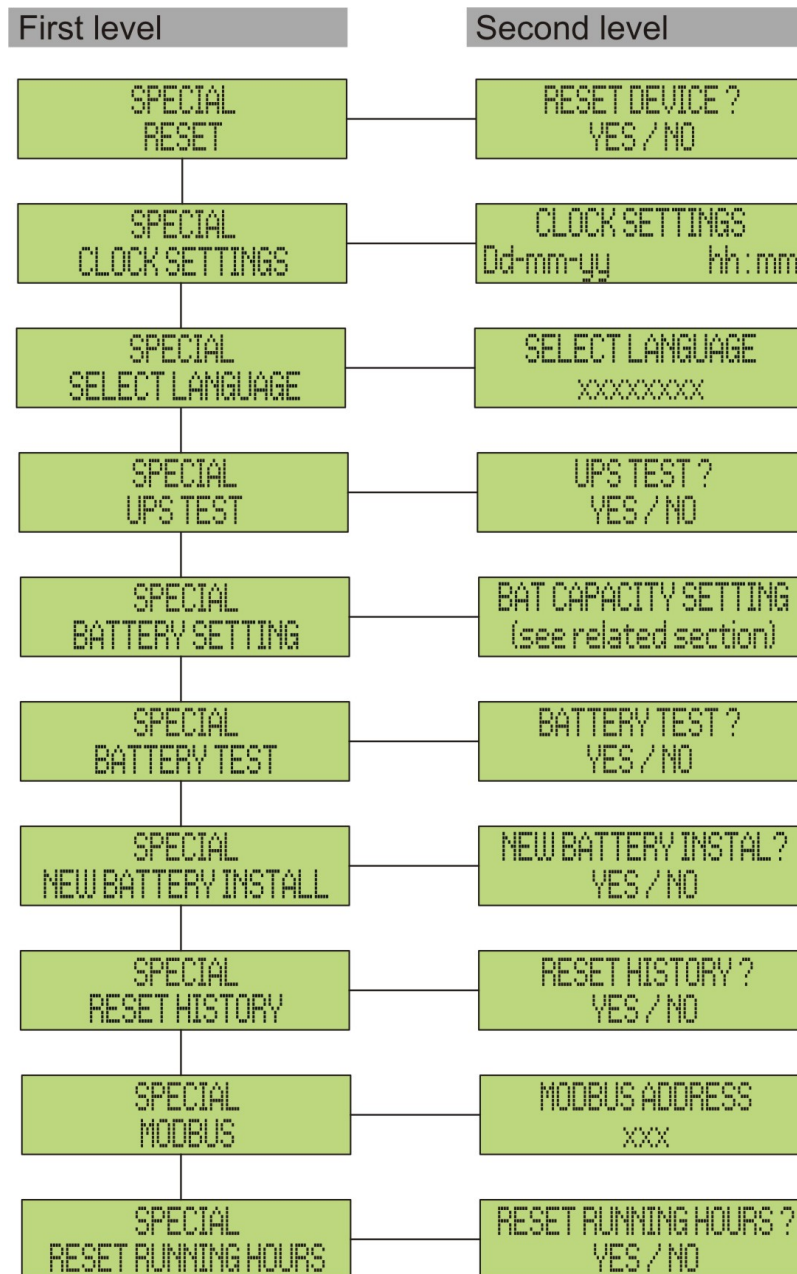 First level
Second level
SPECIAL
RESET
RESET DEVICE ?
YES / NO
SPECIAL
CLOCK SETTINGS
CLOCK SETTINGS
Dd-mm-yy hh:mm
SPECIAL
SELECT LANGUAGE
SELECT LANGUAGE
xxxxxxxx
SPECIAL
UPS TEST
UPS TEST ?
YES / NO
SPECIAL
BATTERY SETTING
BAT CAPACITY SETTING
(see related section)
SPECIAL
BATTERY TEST
BATTERY TEST ?
YES / NO
SPECIAL
NEW BATTERY INSTALL
NEW BATTERY INSTAL?
YES / NO
SPECIAL
RESET HISTORY
RESET HISTORY ?
YES / NO
SPECIAL
MODBUS
MODBUS ADDRESS
xxx
SPECIAL
RESET RUNNING HOURS
RESET RUNNING HOURS ?
YES / NO